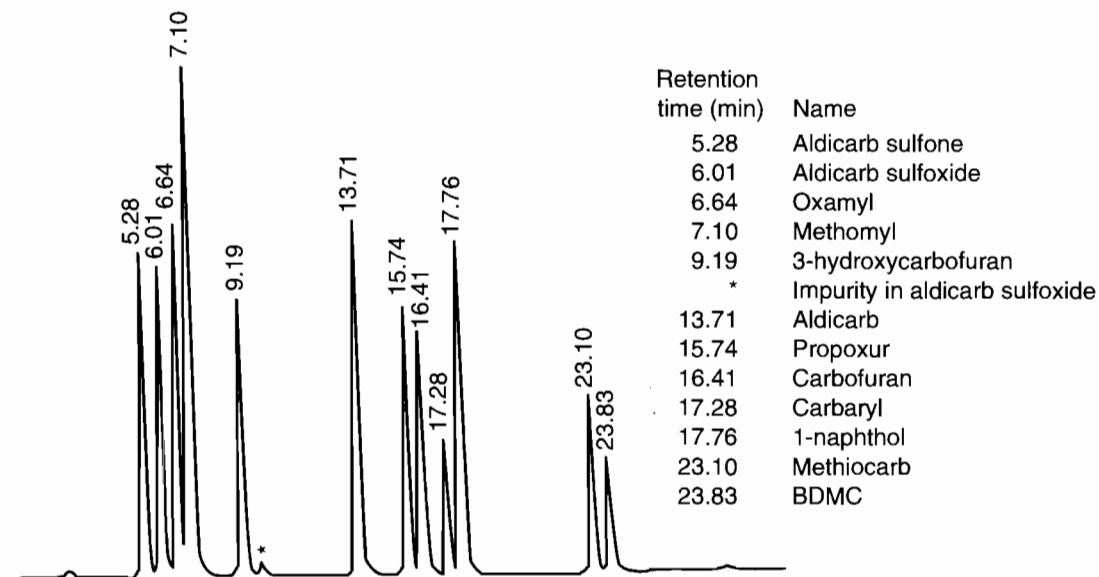 7.10
6.64
5.28
6.01
9.19
13.71
15.74
16.41
17.28
17.76
23.10
23.83
*
Retention
time (min) Name
5.28 Aldicarb sulfone
6.01 Aldicarb sulfoxide
6.64 Oxamyl
7.10 Methomyl
9.19 3-hydroxycarbofuran
* Impurity in aldicarb sulfoxide
13.71 Aldicarb
15.74 Propoxur
16.41 Carbofuran
17.28 Carbaryl
17.76 1-naphthol
23.10 Methiocarb
23.83 BDMC